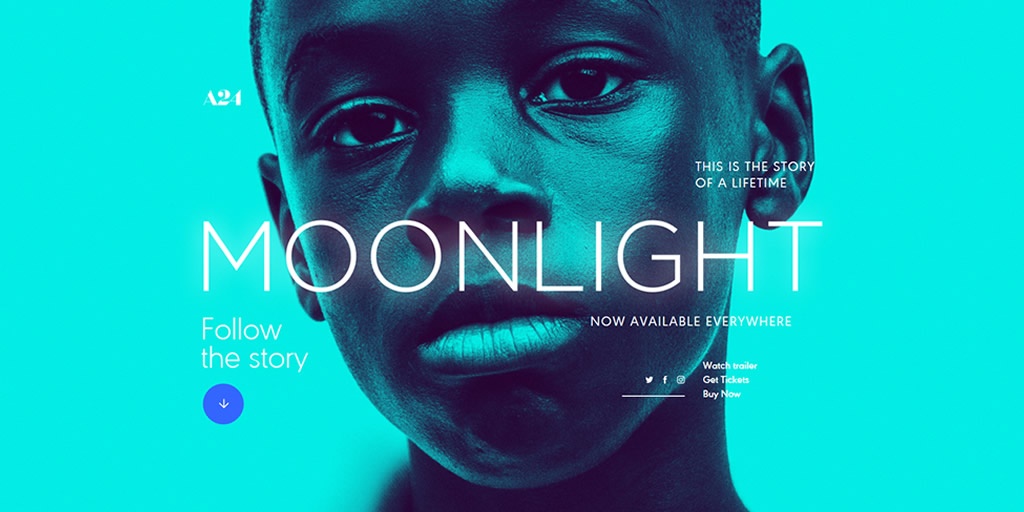 A24
THIS IS THE STORY
OF A LIFETIME
MOONLIGHT
NOW AVAILABLE EVERYWHERE
Follow
the story
Watch trailer
Get Tickets
Buy Now